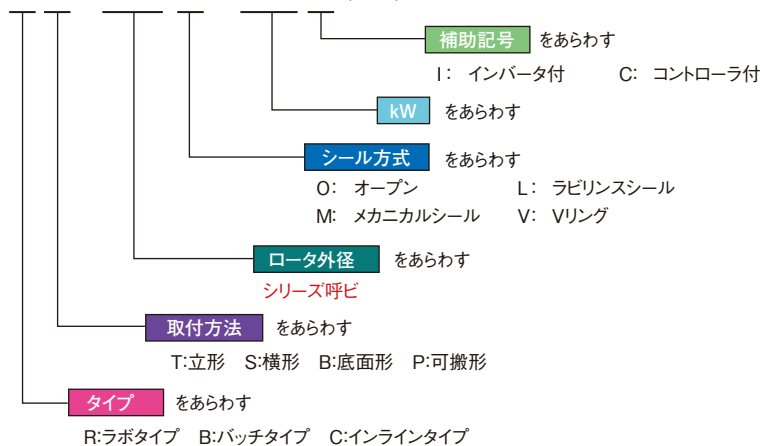 補助記号 をあらわす
I： インバータ付 C： コントローラ付
kW をあらわす
シール方式 をあらわす
O： オープン L： ラビリンスシール
M： メカニカルシール V： Vリング
ロータ外径 をあらわす
シリーズ呼ビ
取付方法 をあらわす
T：立形 S：横形 B：底面形 P：可搬形
タイプ をあらわす
R：ラボタイプ B：バッチタイプ C：インラインタイプ